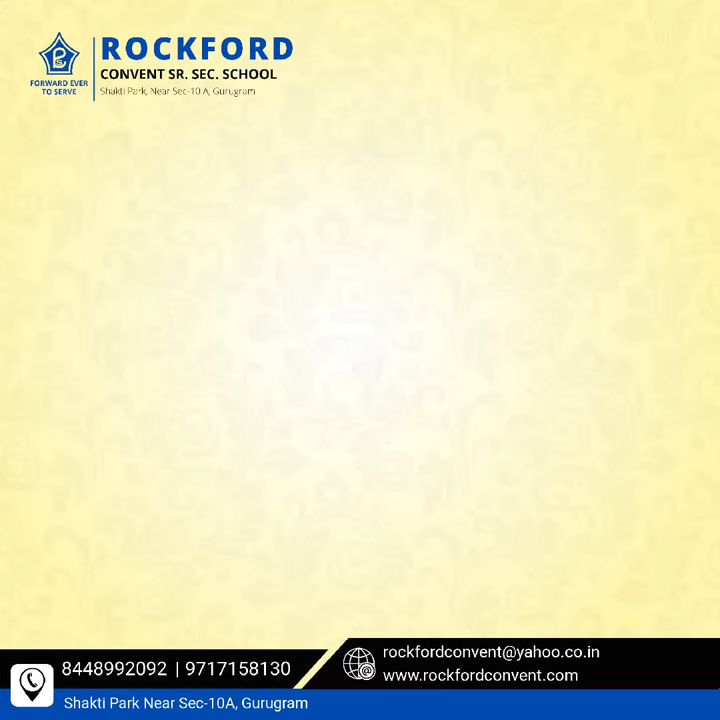 ROCKFORD
CONVENT SR. SEC. SCHOOL
Shakti Park, Near Sec-10 A, Gurugram
FORWARD EVER
TO SERVE
8448992092 | 9717158130
Shakti Park Near Sec-10A, Gurugram
rockfordconvent@yahoo.co.in
www.rockfordconvent.com